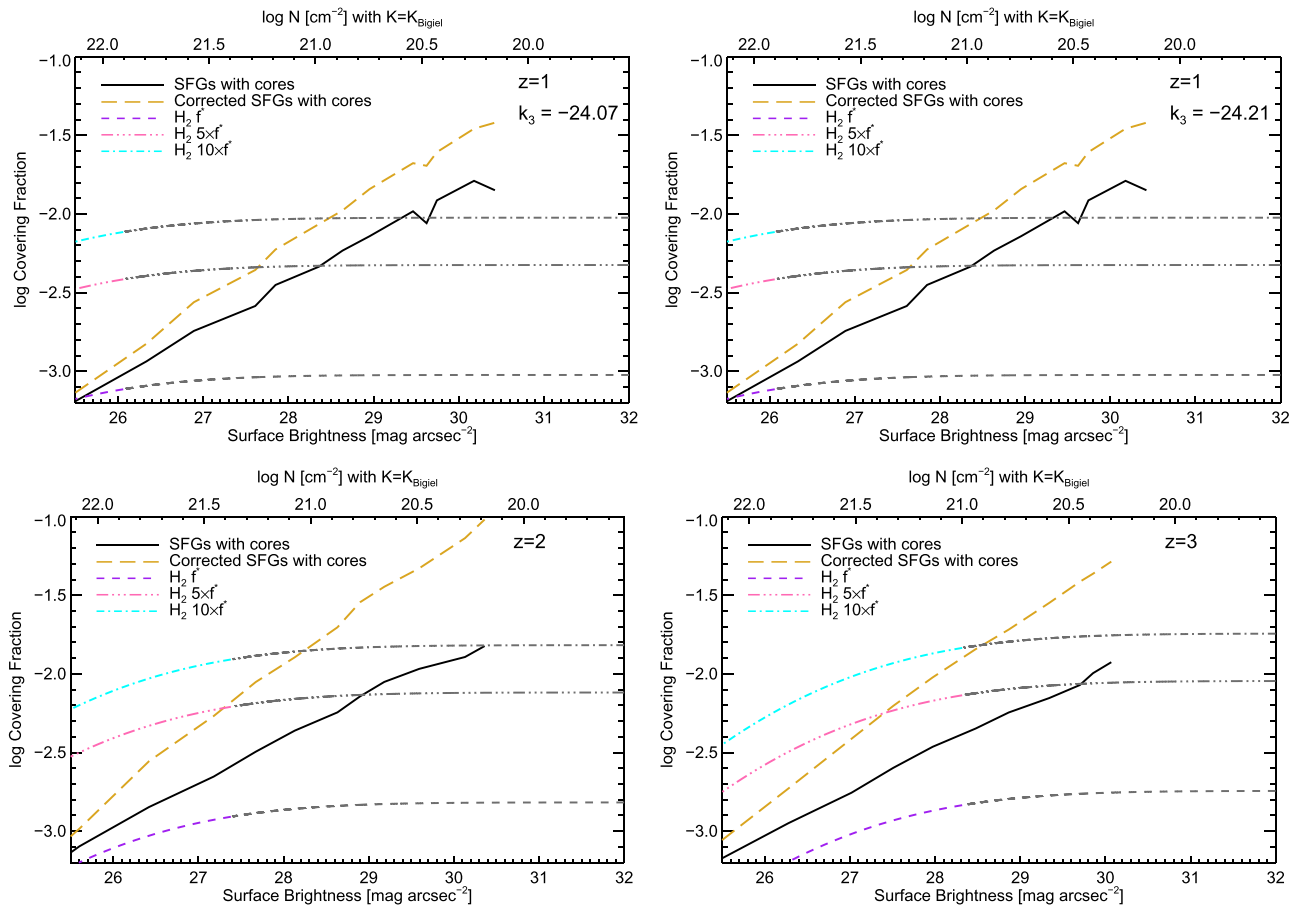 log N [cm⁻²] with K=K_Bigiel
22.0 21.5 21.0 20.5 20.0
−1.0
−1.5
−2.0
−2.5
−3.0
log Covering Fraction
SFGs with cores
Corrected SFGs with cores
H₂ f*
H₂ 5×f*
H₂ 10×f*
z=1
k₃ = −24.07
26 27 28 29 30 31 32
Surface Brightness [mag arcsec⁻²]
log N [cm⁻²] with K=K_Bigiel
22.0 21.5 21.0 20.5 20.0
−1.0
−1.5
−2.0
−2.5
−3.0
log Covering Fraction
SFGs with cores
Corrected SFGs with cores
H₂ f*
H₂ 5×f*
H₂ 10×f*
z=1
k₃ = −24.21
26 27 28 29 30 31 32
Surface Brightness [mag arcsec⁻²]
log N [cm⁻²] with K=K_Bigiel
22.0 21.5 21.0 20.5 20.0
−1.0
−1.5
−2.0
−2.5
−3.0
log Covering Fraction
SFGs with cores
Corrected SFGs with cores
H₂ f*
H₂ 5×f*
H₂ 10×f*
z=2
26 27 28 29 30 31 32
Surface Brightness [mag arcsec⁻²]
log N [cm⁻²] with K=K_Bigiel
22.0 21.5 21.0 20.5 20.0
−1.0
−1.5
−2.0
−2.5
−3.0
log Covering Fraction
SFGs with cores
Corrected SFGs with cores
H₂ f*
H₂ 5×f*
H₂ 10×f*
z=3
26 27 28 29 30 31 32
Surface Brightness [mag arcsec⁻²]